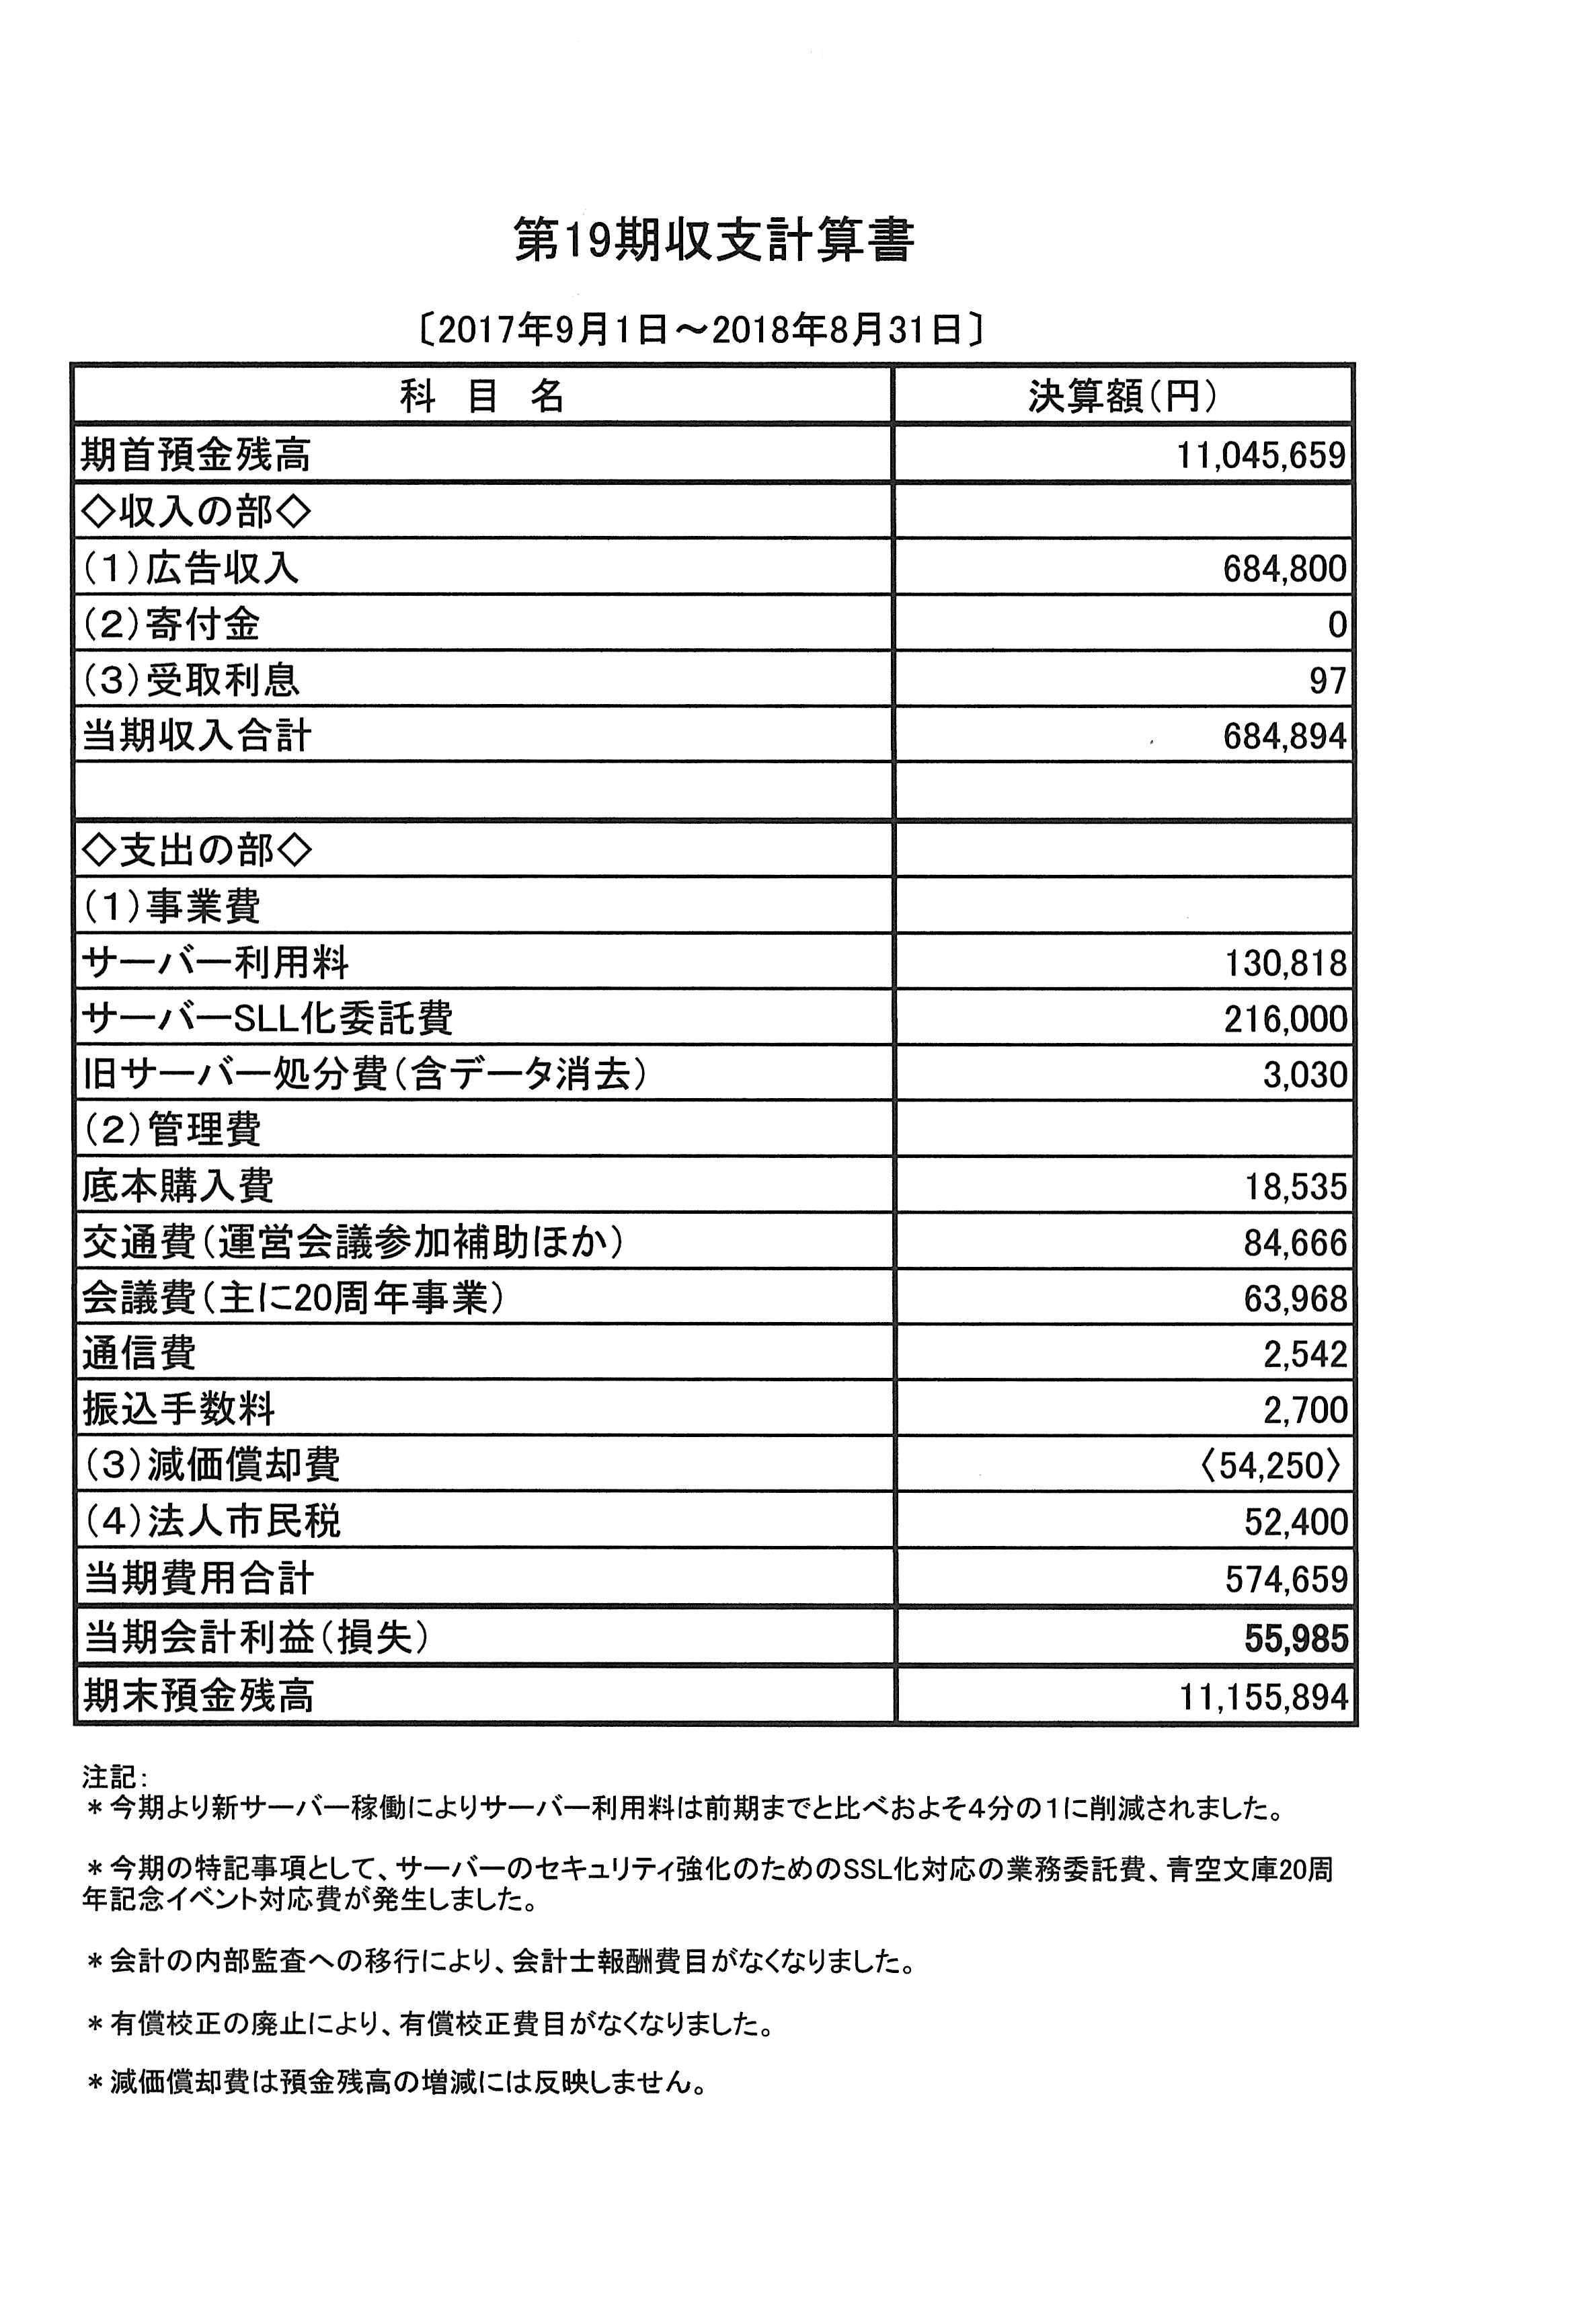 第19期収支計算書
〔2017年9月1日～2018年8月31日〕
科　目　名　決算額(円)
期首預金残高　11,045,659
◇収入の部◇
(1)広告収入　684,800
(2)寄付金　0
(3)受取利息　97
当期収入合計　684,894
◇支出の部◇
(1)事業費
サーバー利用料　130,818
サーバーSLL化委託費　216,000
旧サーバー処分費(含データ消去)　3,030
(2)管理費
底本購入費　18,535
交通費(運営会議参加補助ほか)　84,666
会議費(主に20周年事業)　63,968
通信費　2,542
振込手数料　2,700
(3)減価償却費　〈54,250〉
(4)法人市民税　52,400
当期費用合計　574,659
当期会計利益(損失)　55,985
期末預金残高　11,155,894
注記:
＊今期より新サーバー稼働によりサーバー利用料は前期までと比べおよそ4分の1に削減されました。
＊今期の特記事項として、サーバーのセキュリティ強化のためのSSL化対応の業務委託費、青空文庫20周
年記念イベント対応費が発生しました。
＊会計の内部監査への移行により、会計士報酬費目がなくなりました。
＊有償校正の廃止により、有償校正費目がなくなりました。
＊減価償却費は預金残高の増減には反映しません。